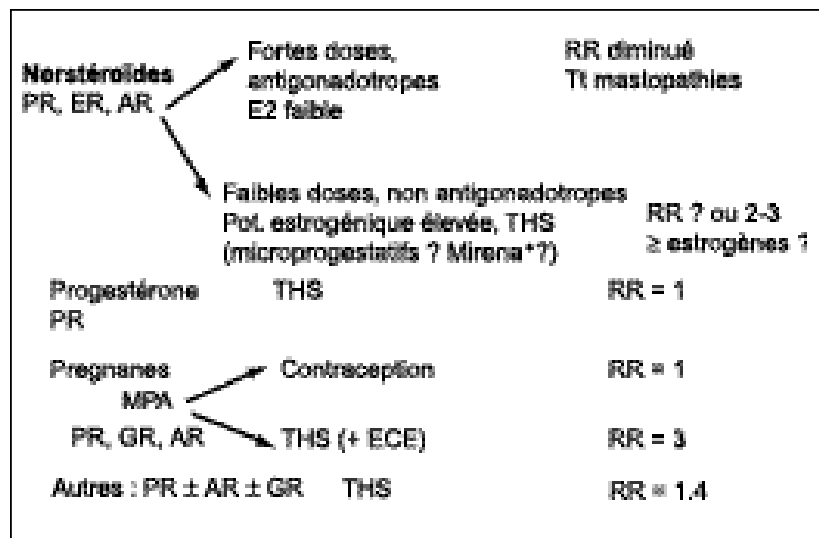 Fortes doses, RR diminué
Norstéroïdes antigonadotropes Tt mastopathies
PR, ER, AR E2 faible
Faibles doses, non antigonadotropes
Pot. estrogénique élevée, THS RR ? ou 2-3
(microprogestatifs ? Mirena*?) ≥ estrogènes ?
Progestérone THS RR = 1
PR
Pregnanes Contraception RR = 1
MPA
PR, GR, AR THS (+ ECE) RR = 3
Autres : PR ± AR ± GR THS RR = 1.4